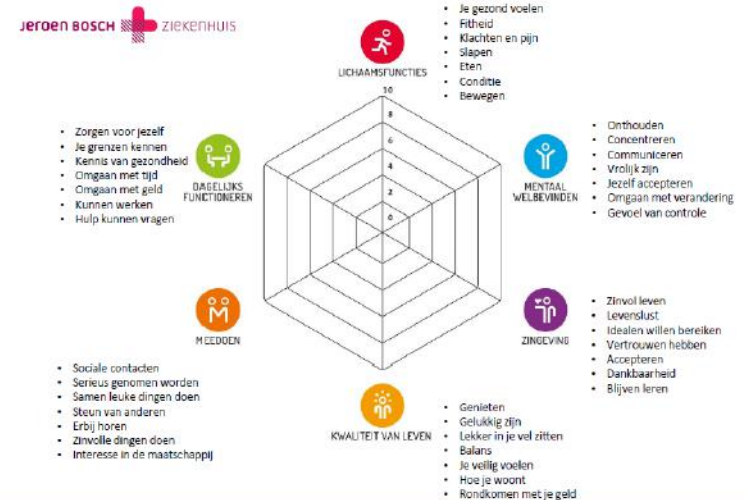 Jeroen Bosch Ziekenhuis
LICHAAMSFUNCTIES
• Je gezond voelen
• Fitheid
• Klachten en pijn
• Slapen
• Eten
• Conditie
• Bewegen
10
8
6
4
2
0
MENTAAL
WELBEVINDEN
• Onthouden
• Concentreren
• Communiceren
• Vrolijk zijn
• Jezelf accepteren
• Omgaan met verandering
• Gevoel van controle
ZINGEVING
• Zinvol leven
• Levenslust
• Idealen willen bereiken
• Vertrouwen hebben
• Accepteren
• Dankbaarheid
• Blijven leren
KWALITEIT VAN LEVEN
• Genieten
• Gelukkig zijn
• Lekker in je vel zitten
• Balans
• Je veilig voelen
• Hoe je woont
• Rondkomen met je geld
MEEDOEN
• Sociale contacten
• Serieus genomen worden
• Samen leuke dingen doen
• Steun van anderen
• Erbij horen
• Zinvolle dingen doen
• Interesse in de maatschappij
DAGELIJKS
FUNCTIONEREN
• Zorgen voor jezelf
• Je grenzen kennen
• Kennis van gezondheid
• Omgaan met tijd
• Omgaan met geld
• Kunnen werken
• Hulp kunnen vragen